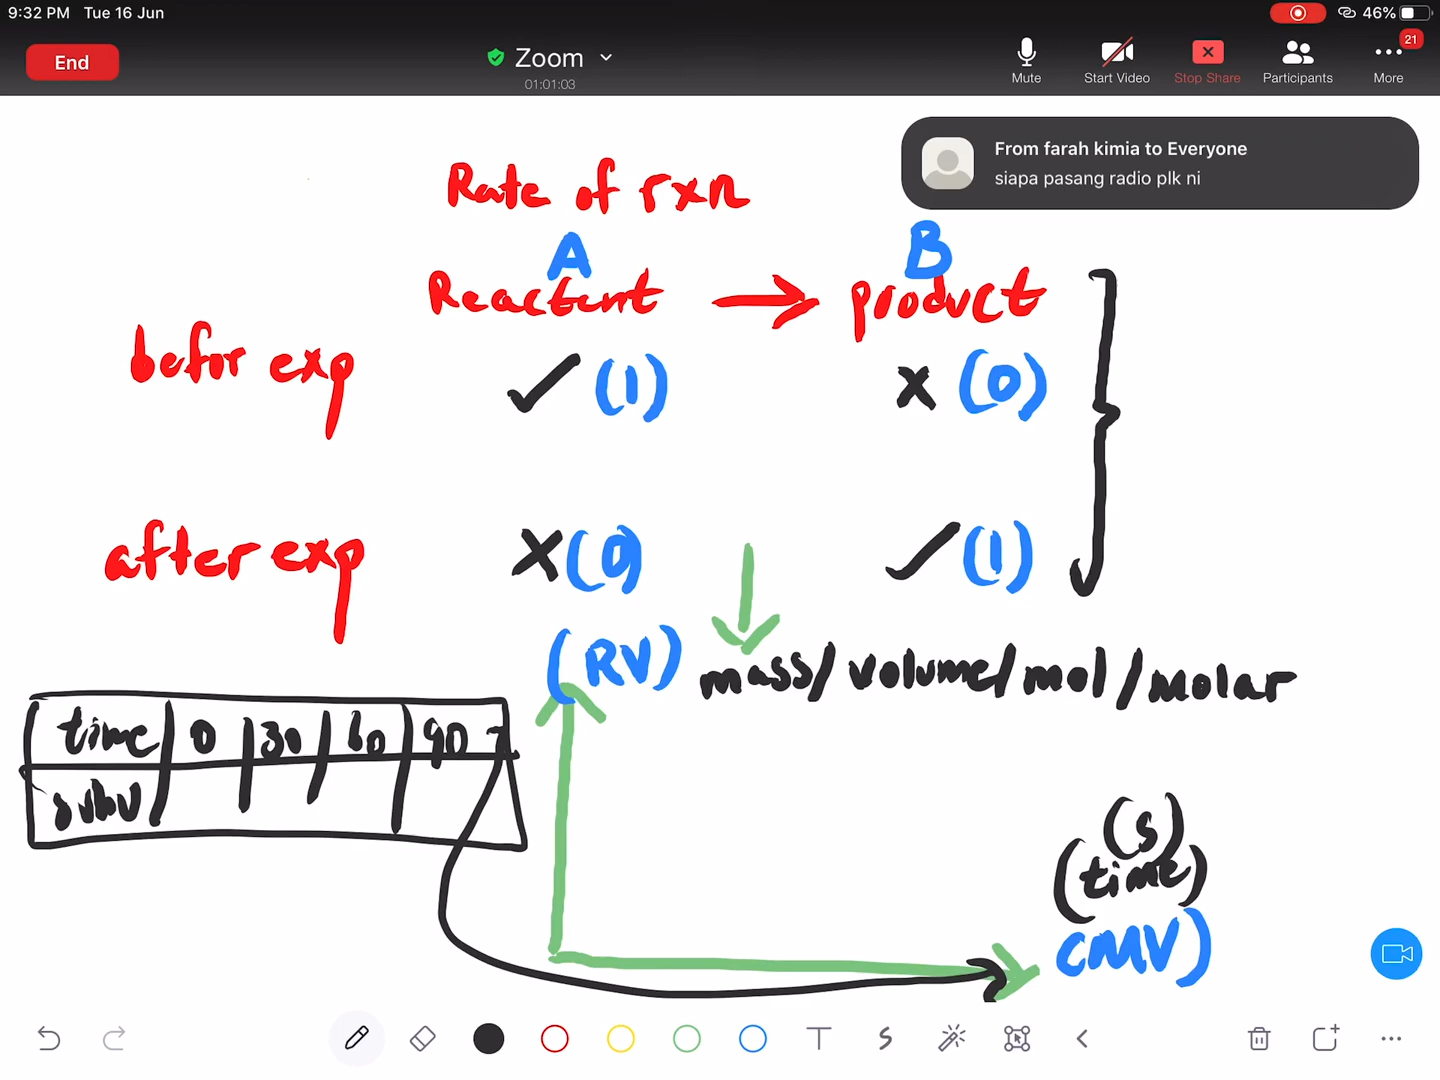 9:32 PM Tue 16 Jun
46%
End
Zoom
01:01:03
Mute
Start Video
Stop Share
Participants
More
21
From farah kimia to Everyone
siapa pasang radio plk ni
Rate of rxn
A B
Reactant → product
befor exp ✓ (1) × (0)
after exp × (0) ✓ (1)
(RV) mass/volume/mol/molar
time 0 30 60 90
(s)
(time)
(MV)
T